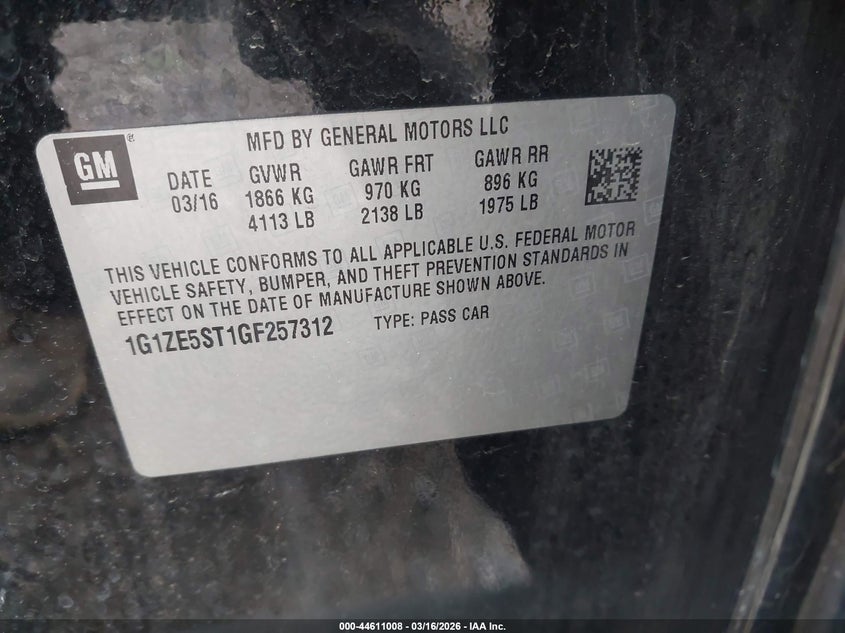 GM
®
MFD BY GENERAL MOTORS LLC
DATE GVWR GAWR FRT GAWR RR
03/16 1866 KG 970 KG 896 KG
4113 LB 2138 LB 1975 LB
THIS VEHICLE CONFORMS TO ALL APPLICABLE U.S. FEDERAL MOTOR
VEHICLE SAFETY, BUMPER, AND THEFT PREVENTION STANDARDS IN
EFFECT ON THE DATE OF MANUFACTURE SHOWN ABOVE.
1G1ZE5ST1GF257312 TYPE: PASS CAR
000-44611008 - 03/16/2026 - IAA Inc.